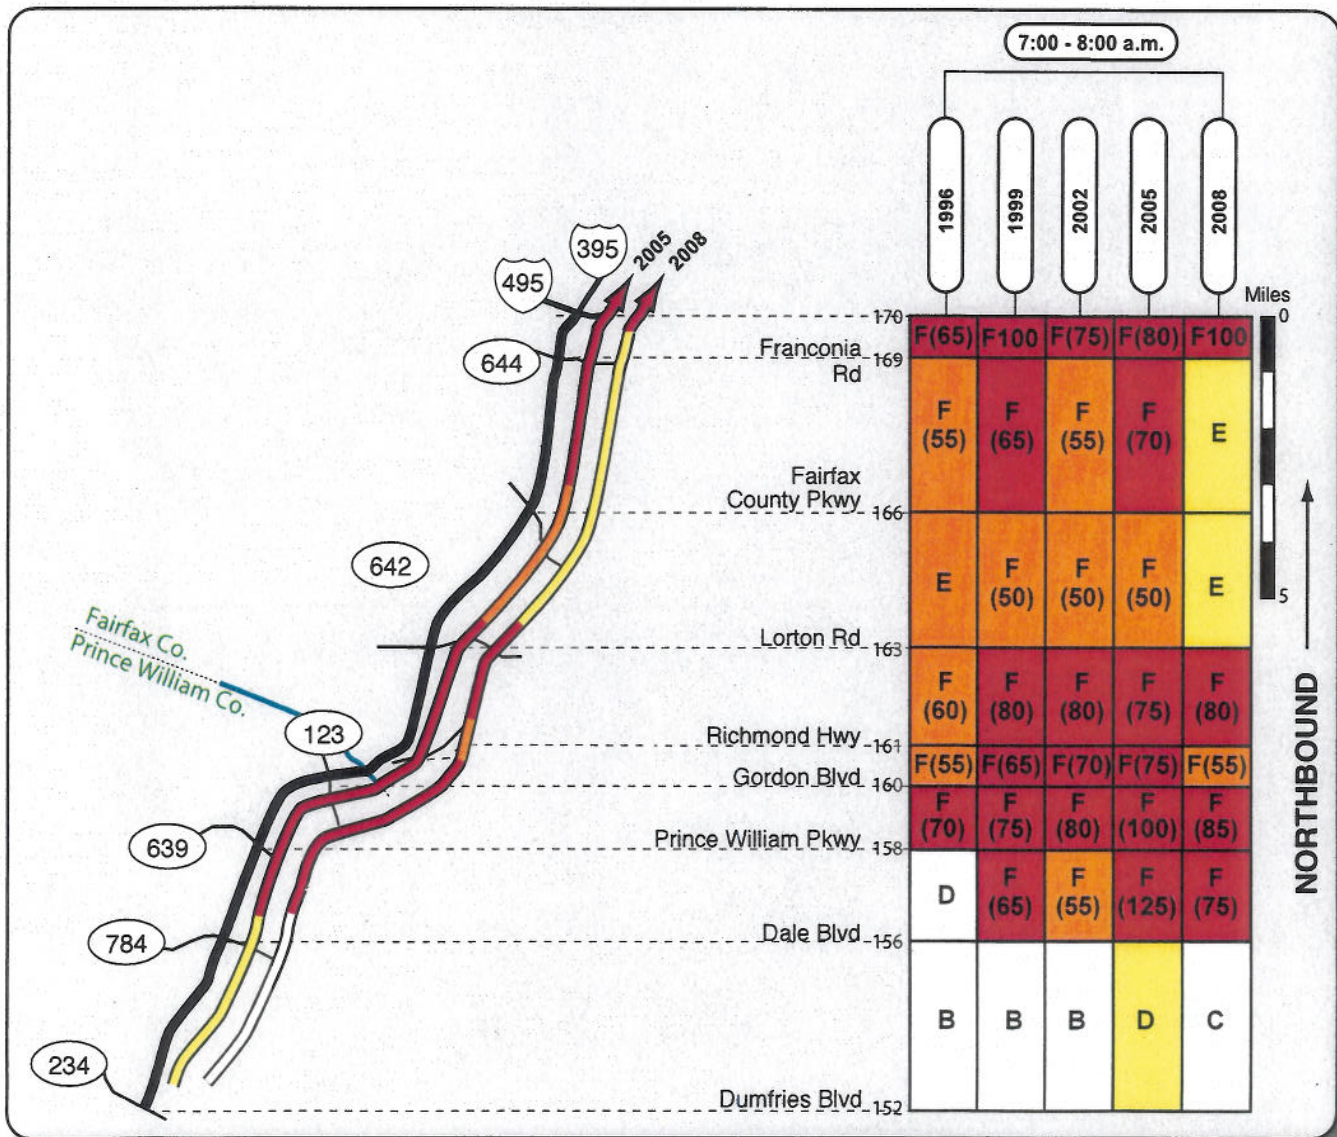 7:00 - 8:00 a.m.
1996
1999
2002
2005
2008
395
2005
2008
495
Miles
0
170
F(65) F100 F(75) F(80) F100
644
Franconia
Rd
169
F
(55)
F
(65)
F
(55)
F
(70)
E
Fairfax
County Pkwy
166
642
E
F
(50)
F
(50)
F
(50)
E
5
Fairfax Co.
Prince William Co.
Lorton Rd
163
F
(60)
F
(80)
F
(80)
F
(75)
F
(80)
NORTHBOUND
123
Richmond Hwy
161
F(55) F(65) F(70) F(75) F(55)
Gordon Blvd
160
F
(70)
F
(75)
F
(80)
F
(100)
F
(85)
639
Prince William Pkwy
158
D
F
(65)
F
(55)
F
(125)
F
(75)
784
Dale Blvd
156
B B B D C
234
Dumfries Blvd
152